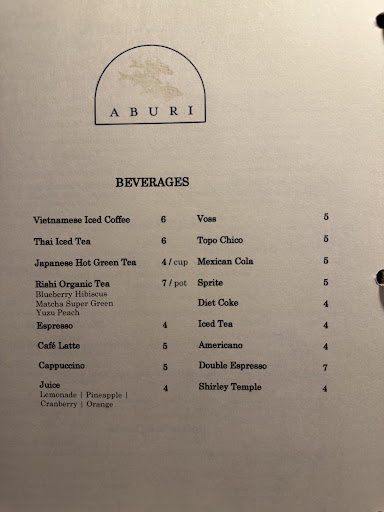 ABURI
BEVERAGES
Vietnamese Iced Coffee 6
Thai Iced Tea 6
Japanese Hot Green Tea 4 / cup
Rishi Organic Tea 7 / pot
Blueberry Hibiscus
Matcha Super Green
Yuzu Peach
Espresso 4
Café Latte 5
Cappuccino 5
Juice 4
Lemonade | Pineapple |
Cranberry | Orange
Voss 5
Topo Chico 5
Mexican Cola 5
Sprite 5
Diet Coke 4
Iced Tea 4
Americano 4
Double Espresso 7
Shirley Temple 4